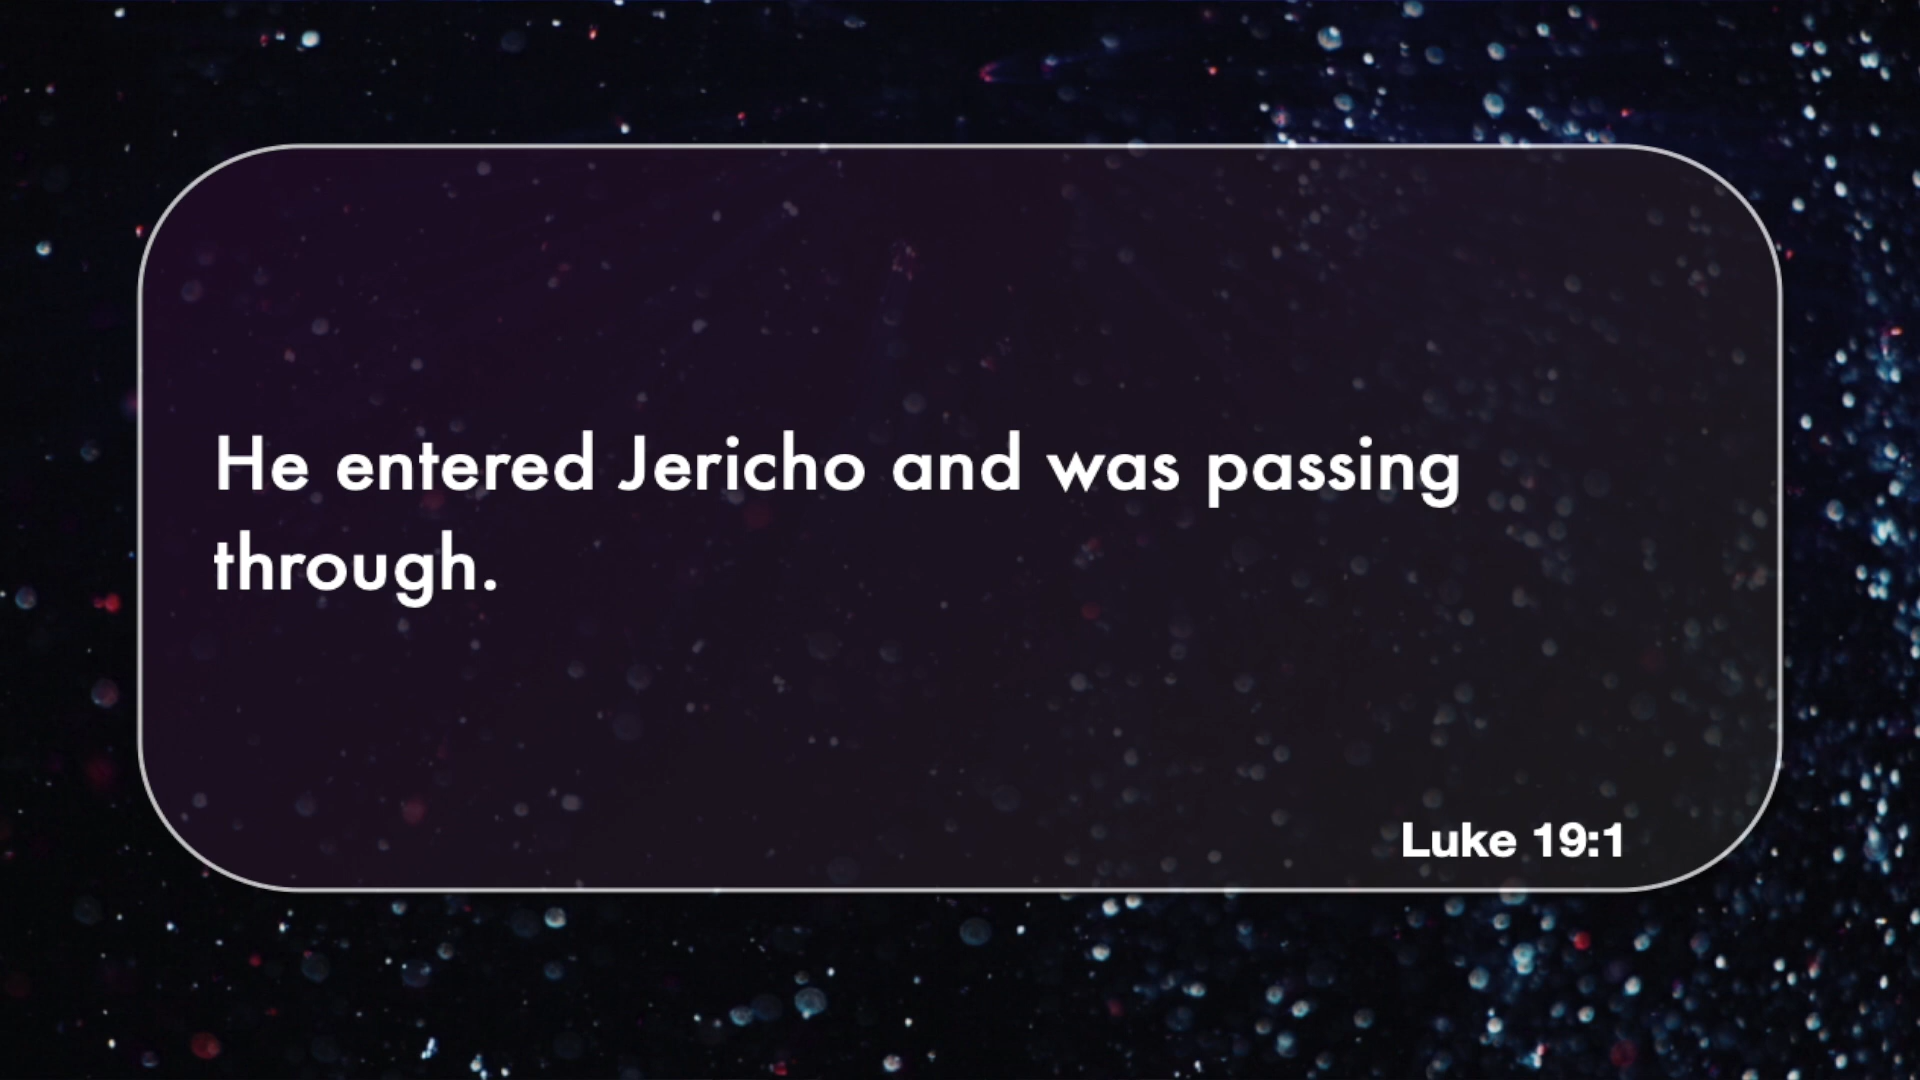 He entered Jericho and was passing
through.
Luke 19:1